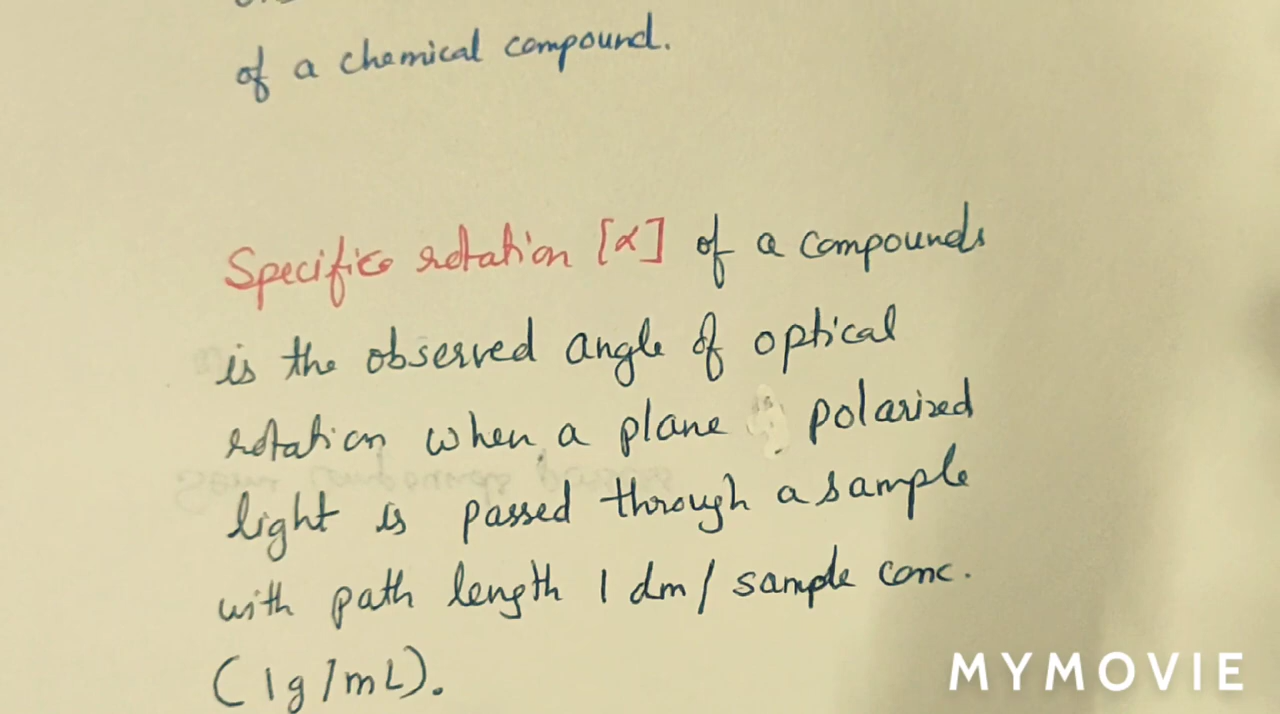 of a chemical compound.
Specific rotation [α] of a compounds
is the observed angle of optical
rotation when a plane polarized
light is passed through a sample
with path length 1 dm / sample conc.
(1g/mL).
MYMOVIE